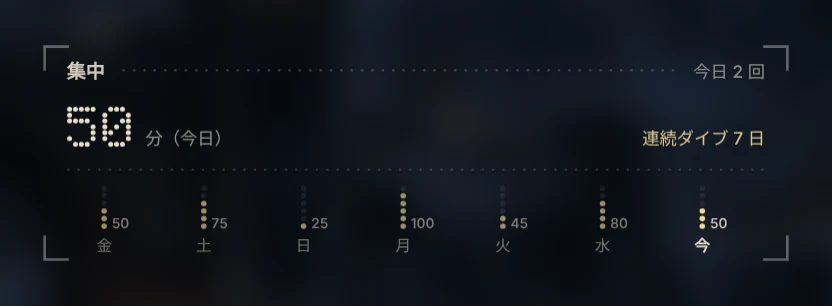 集中 今日 2 回
50 分（今日） 連続ダイブ 7 日
50 75 25 100 45 80 50
金 土 日 月 火 水 今